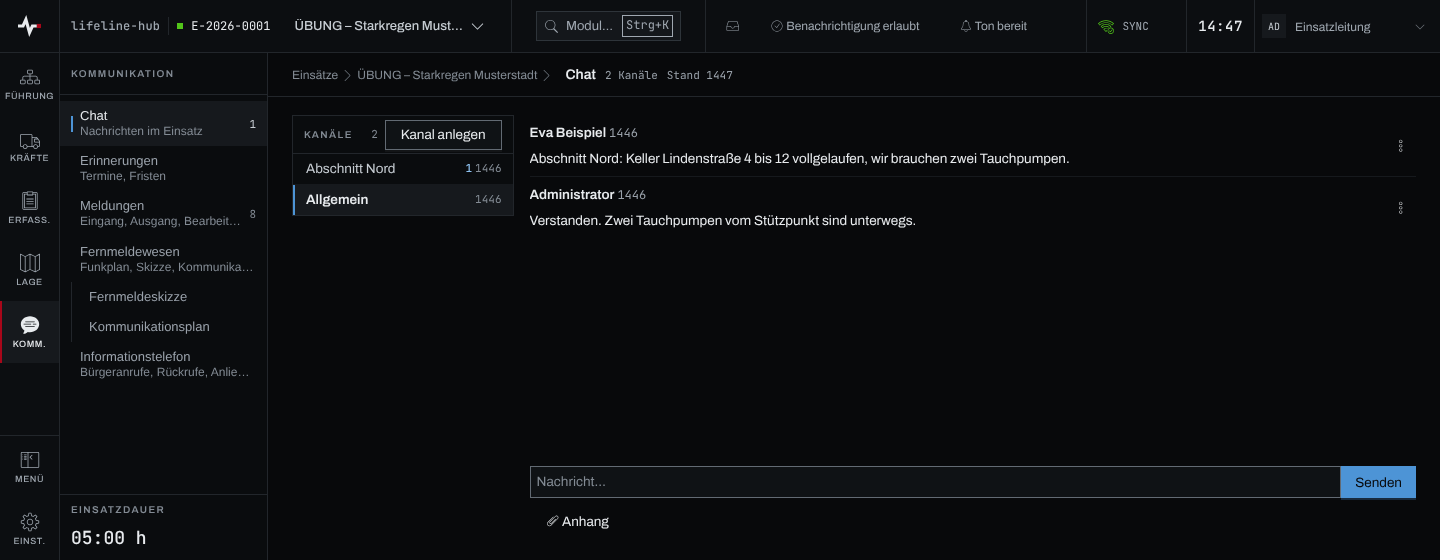 lifeline-hub E-2026-0001 ÜBUNG – Starkregen Must... Modul... Strg+K Benachrichtigung erlaubt Ton bereit SYNC 14:47 AD Einsatzleitung
FÜHRUNG
KRÄFTE
ERFASS.
LAGE
KOMM.
MENÜ
EINST.
KOMMUNIKATION
Chat
Nachrichten im Einsatz 1
Erinnerungen
Termine, Fristen
Meldungen
Eingang, Ausgang, Bearbeit... 8
Fernmeldewesen
Funkplan, Skizze, Kommunika...
Fernmeldeskizze
Kommunikationsplan
Informationstelefon
Bürgeranrufe, Rückrufe, Anlie...
EINSATZDAUER
05:00 h
Einsätze ÜBUNG – Starkregen Musterstadt Chat 2 Kanäle Stand 1447
KANÄLE 2 Kanal anlegen
Abschnitt Nord 1 1446
Allgemein 1446
Eva Beispiel 1446
Abschnitt Nord: Keller Lindenstraße 4 bis 12 vollgelaufen, wir brauchen zwei Tauchpumpen.
Administrator 1446
Verstanden. Zwei Tauchpumpen vom Stützpunkt sind unterwegs.
Nachricht... Senden
Anhang